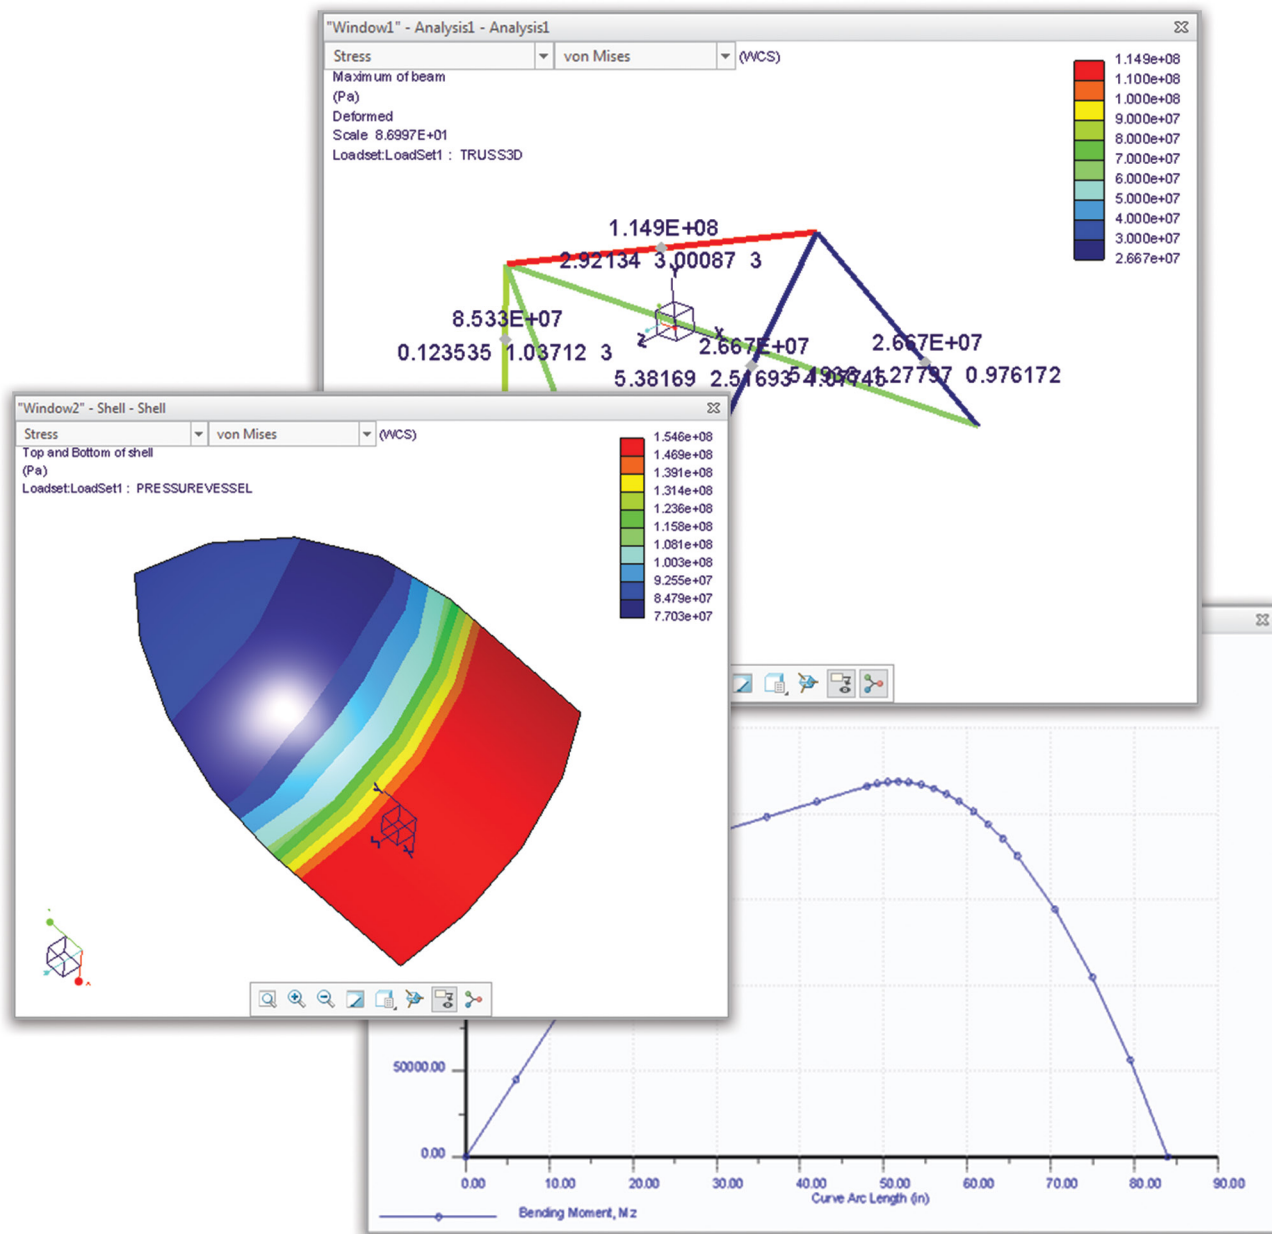 "Window1" - Analysis1 - Analysis1
Stress von Mises (WCS)
Maximum of beam
(Pa)
Deformed
Scale 8.6997E+01
Loadset:LoadSet1 : TRUSS3D
1.149e+08
1.100e+08
1.000e+08
9.000e+07
8.000e+07
7.000e+07
6.000e+07
5.000e+07
4.000e+07
3.000e+07
2.667e+07
1.149E+08
2.92134 3.00087 3
Y
X
Z
8.533E+07
0.123535 1.03712 3
2.667E+07
2.667E+07
5.38169 2.51693 4.07745
1.27797 0.976172
"Window2" - Shell - Shell
Stress von Mises (WCS)
Top and Bottom of shell
(Pa)
Loadset:LoadSet1 : PRESSUREVESSEL
1.546e+08
1.469e+08
1.391e+08
1.314e+08
1.236e+08
1.158e+08
1.081e+08
1.003e+08
9.255e+07
8.479e+07
7.703e+07
50000.00
0.00
0.00 10.00 20.00 30.00 40.00 50.00 60.00 70.00 80.00 90.00
Curve Arc Length (in)
Bending Moment, Mz